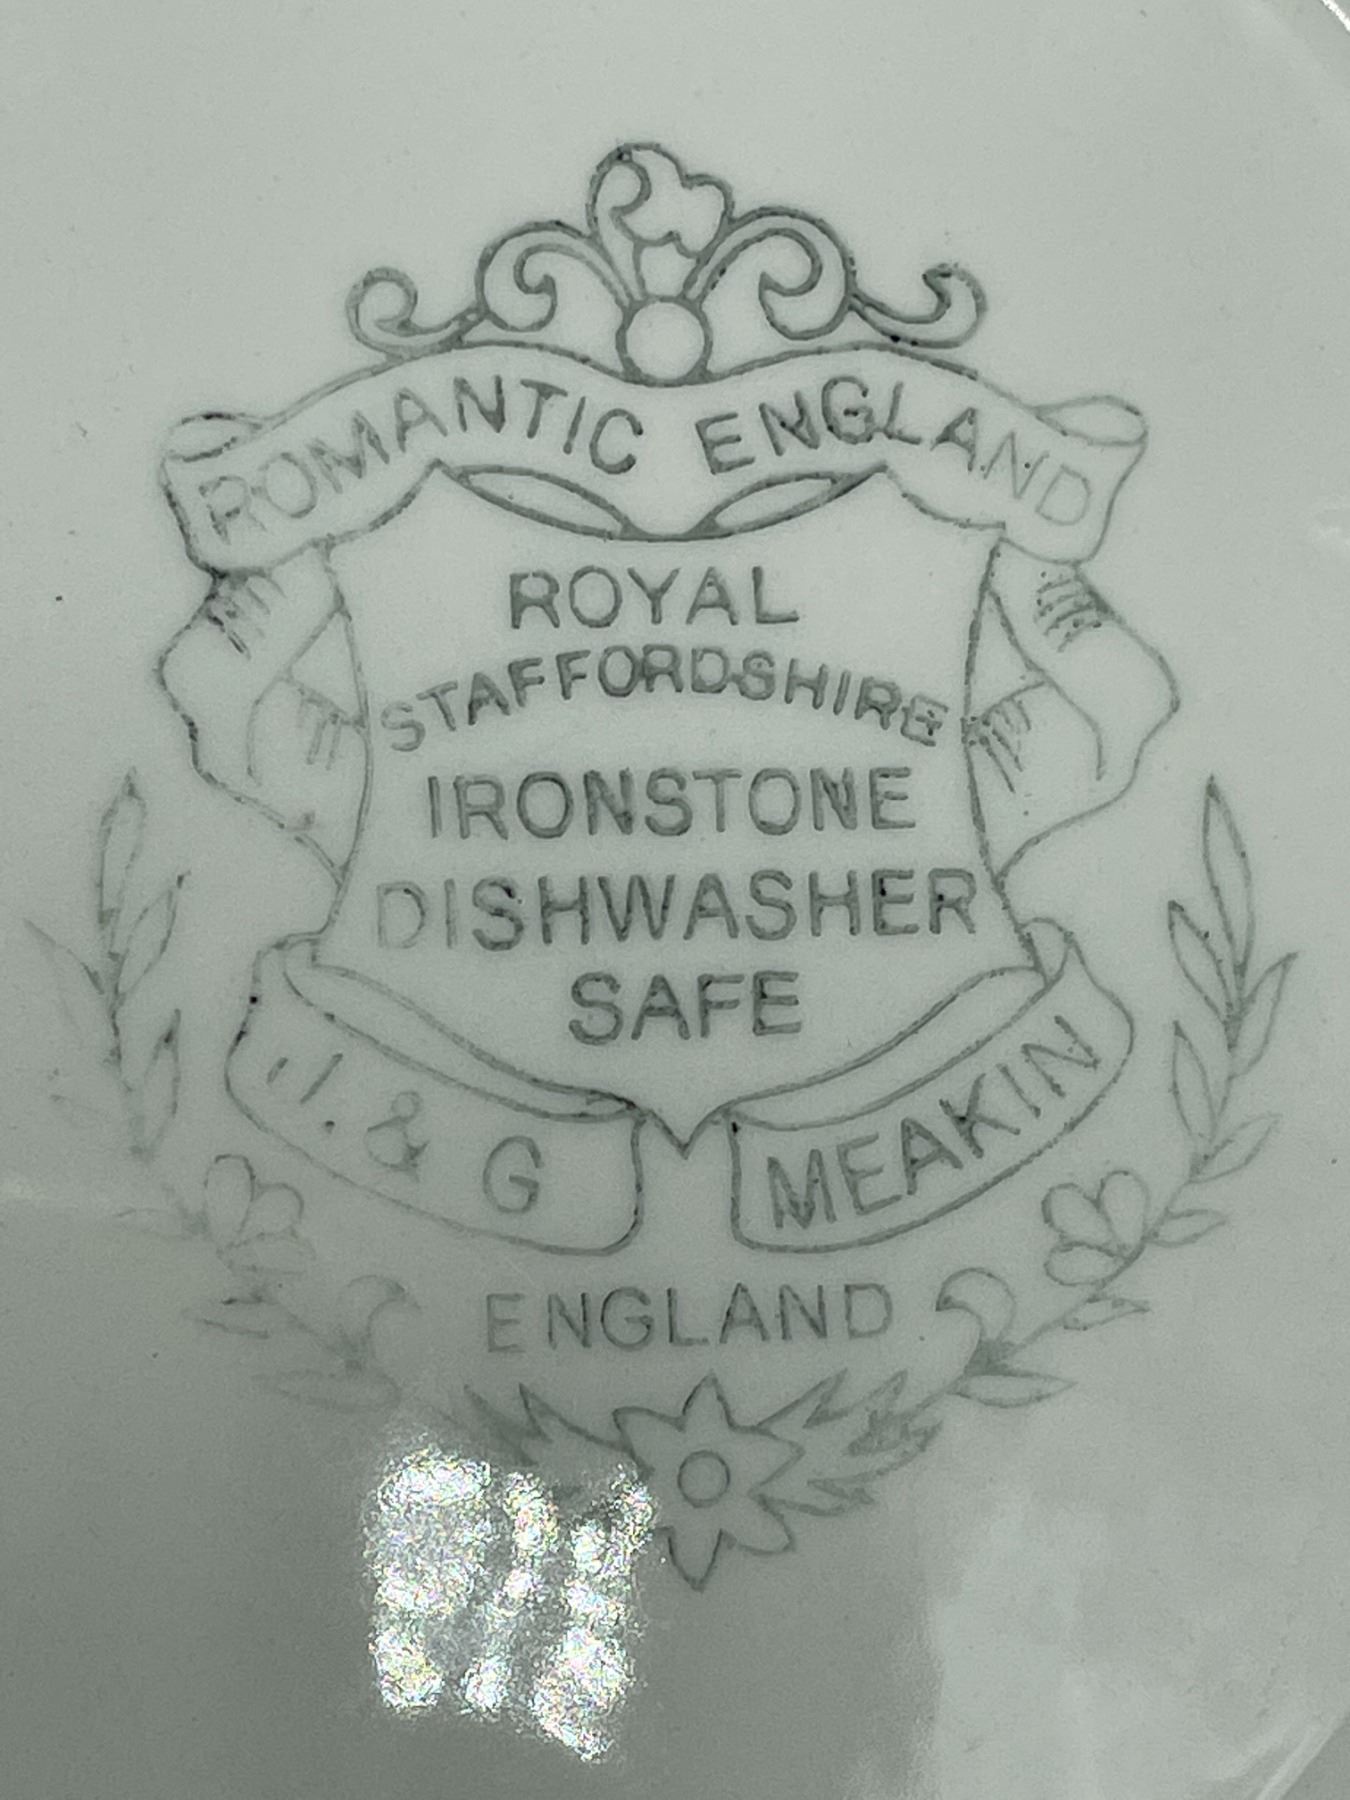 ROMANTIC ENGLAND
ROYAL
STAFFORDSHIRE
IRONSTONE
DISHWASHER
SAFE
J. & G MEAKIN
ENGLAND